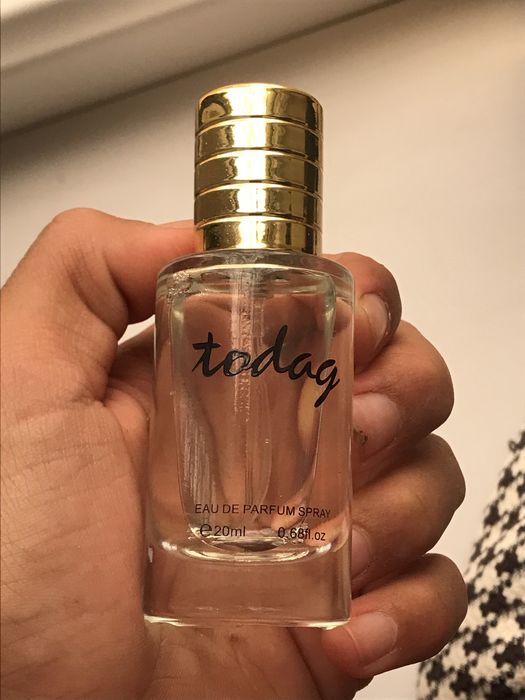 todag
EAU DE PARFUM SPRAY
℮20ml 0.68fl.oz